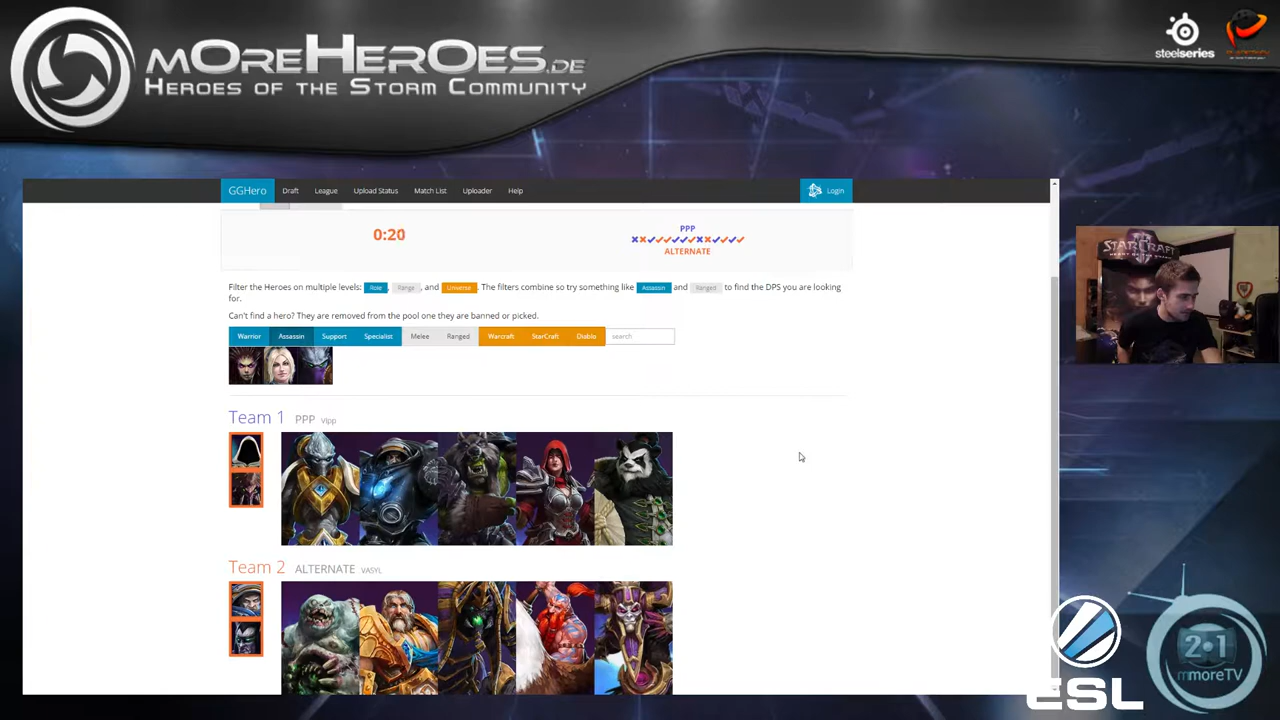 MOREHEROES.DE
HEROES OF THE STORM COMMUNITY
steelseries
GGHero Draft League Upload Status Match List Uploader Help Login
0:20
PPP
ALTERNATE
Filter the Heroes on multiple levels: Role, Range, and Universe. The filters combine so try something like Assassin and Ranged to find the DPS you are looking
for.
Can't find a hero? They are removed from the pool one they are banned or picked.
Warrior Assassin Support Specialist Melee Ranged Warcraft StarCraft Diablo search
STARCRAFT
Team 1 PPP Vipp
Team 2 ALTERNATE VASYL
2•1
mmoreTV
ESL